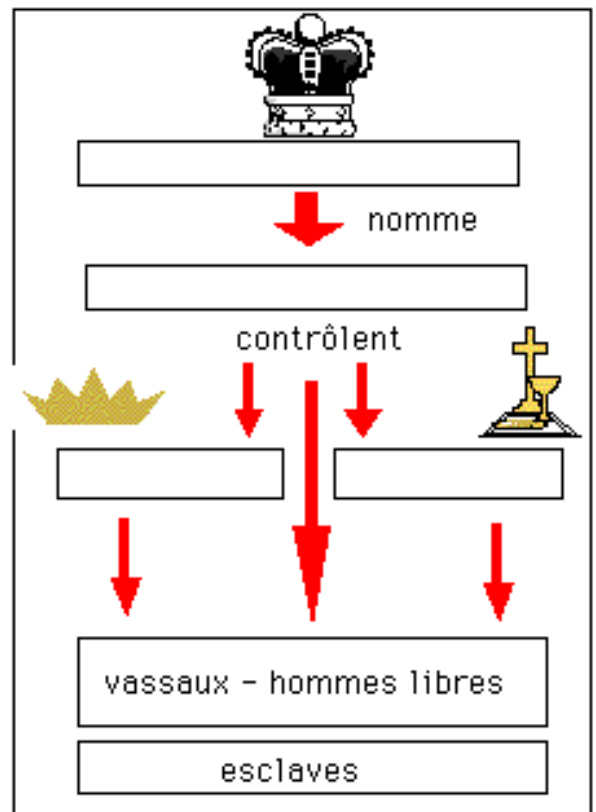 nomme
contrôlent
vassaux - hommes libres
esclaves